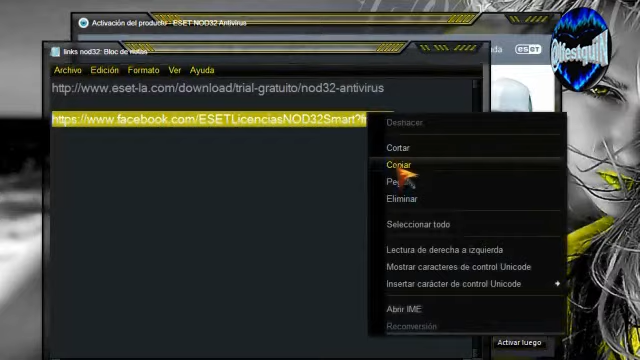 Activación del producto - ESET NOD32 Antivirus
links nod32: Bloc de notas
Archivo Edición Formato Ver Ayuda
http://www.eset-la.com/download/trial-gratuito/nod32-antivirus
https://www.facebook.com/ESETLicenciasNOD32Smart?
eset
Deshacer
Cortar
Copiar
Eliminar
Seleccionar todo
Lectura de derecha a izquierda
Mostrar caracteres de control Unicode
Insertar carácter de control Unicode
Abrir IME
Reconversión
Activar luego